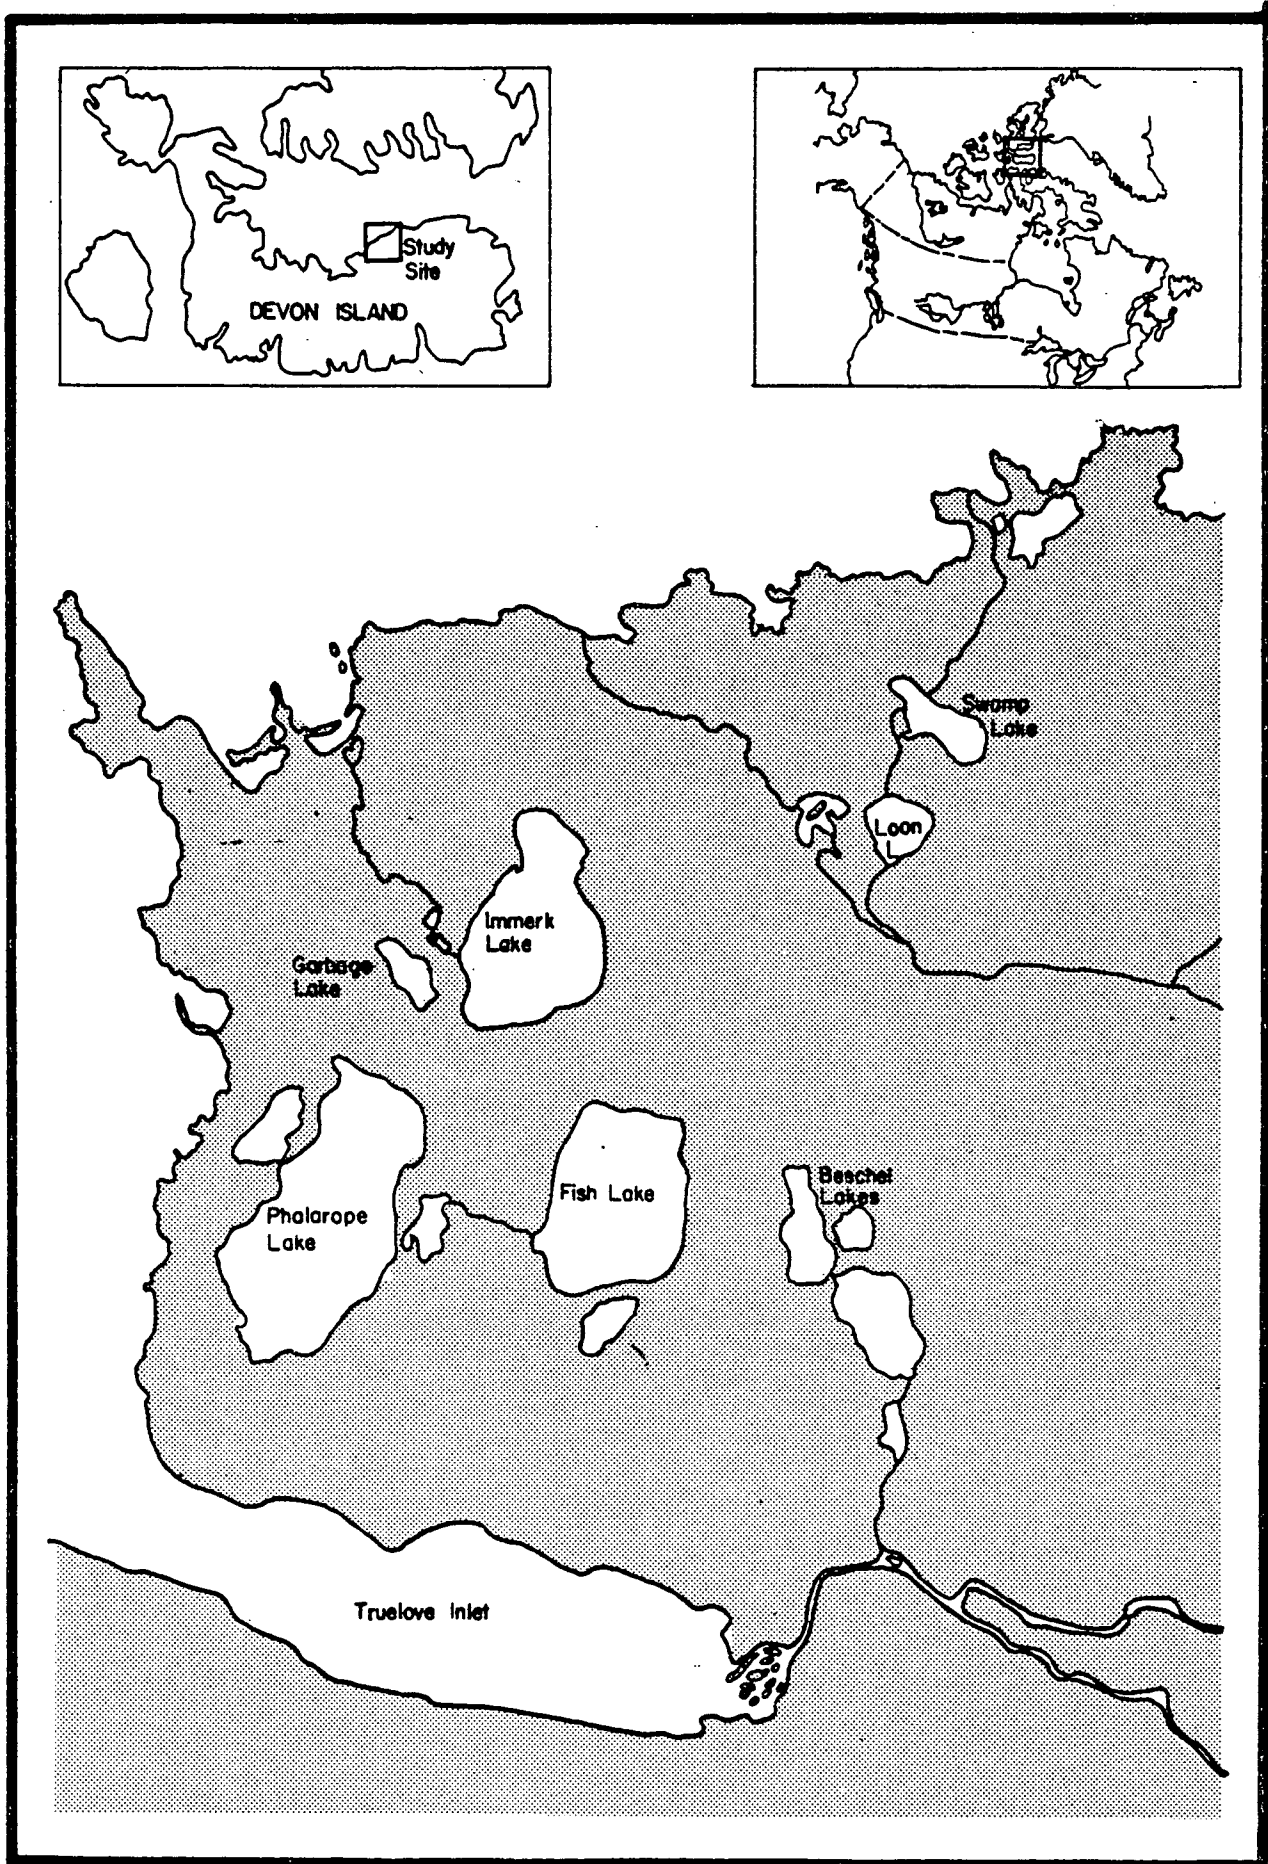 Study
Site
DEVON ISLAND
Swamp
Lake
Loon
L
Immerk
Lake
Garbage
Lake
Beschel
Lakes
Fish Lake
Phalarope
Lake
Truelove Inlet